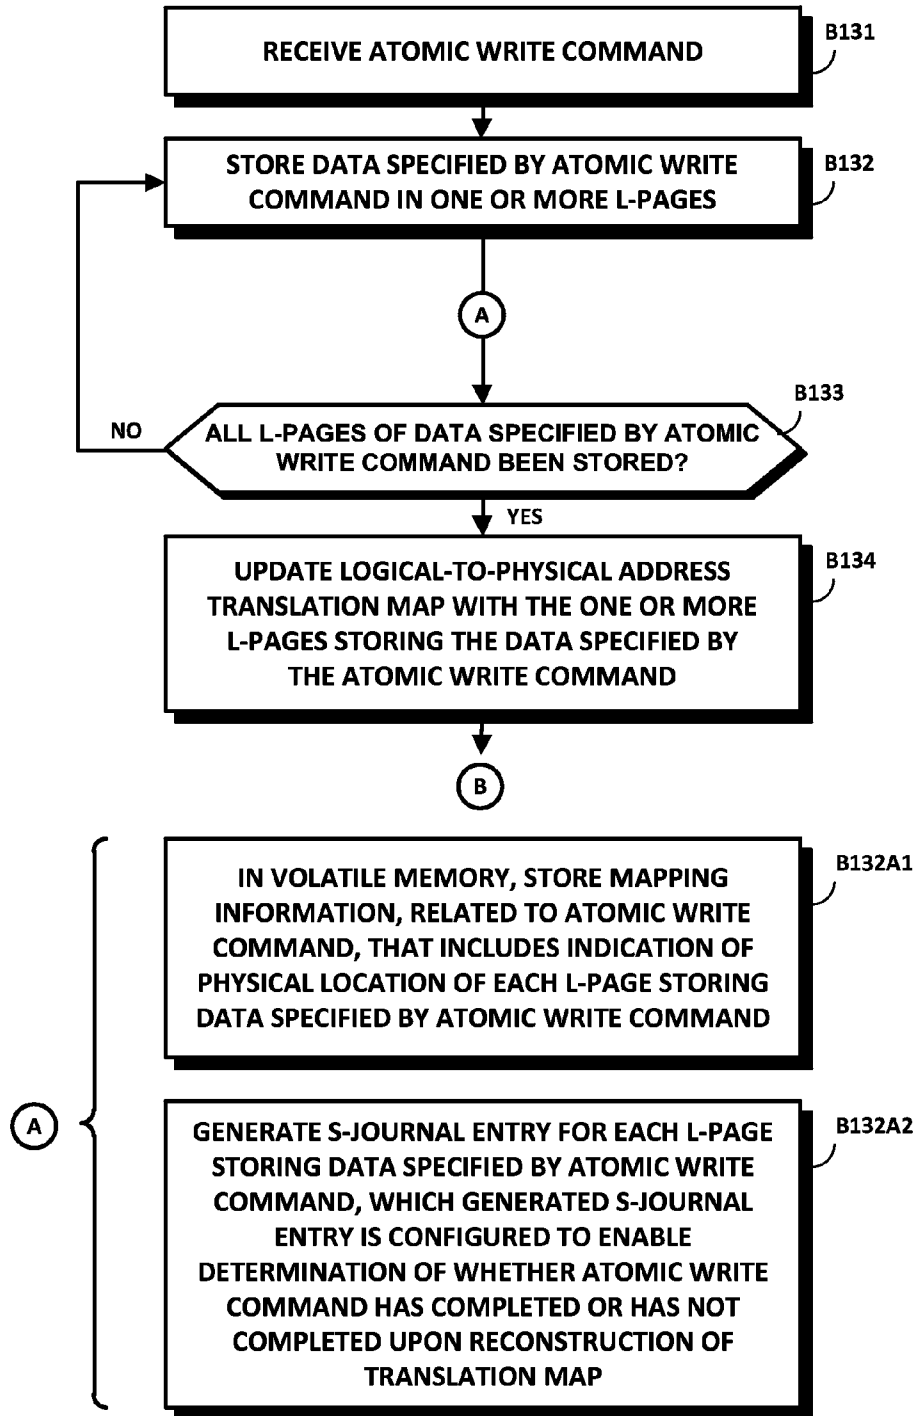 RECEIVE ATOMIC WRITE COMMAND
B131
STORE DATA SPECIFIED BY ATOMIC WRITE
COMMAND IN ONE OR MORE L-PAGES
B132
A
B133
NO
ALL L-PAGES OF DATA SPECIFIED BY ATOMIC
WRITE COMMAND BEEN STORED?
YES
UPDATE LOGICAL-TO-PHYSICAL ADDRESS
TRANSLATION MAP WITH THE ONE OR MORE
L-PAGES STORING THE DATA SPECIFIED BY
THE ATOMIC WRITE COMMAND
B134
B
IN VOLATILE MEMORY, STORE MAPPING
INFORMATION, RELATED TO ATOMIC WRITE
COMMAND, THAT INCLUDES INDICATION OF
PHYSICAL LOCATION OF EACH L-PAGE STORING
DATA SPECIFIED BY ATOMIC WRITE COMMAND
B132A1
A
GENERATE S-JOURNAL ENTRY FOR EACH L-PAGE
STORING DATA SPECIFIED BY ATOMIC WRITE
COMMAND, WHICH GENERATED S-JOURNAL
ENTRY IS CONFIGURED TO ENABLE
DETERMINATION OF WHETHER ATOMIC WRITE
COMMAND HAS COMPLETED OR HAS NOT
COMPLETED UPON RECONSTRUCTION OF
TRANSLATION MAP
B132A2